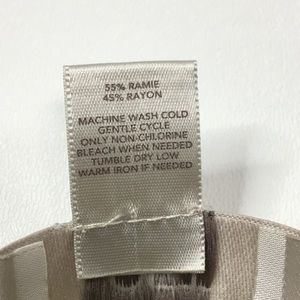 55% RAMIE
45% RAYON
MACHINE WASH COLD
GENTLE CYCLE
ONLY NON-CHLORINE
BLEACH WHEN NEEDED
TUMBLE DRY LOW
WARM IRON IF NEEDED